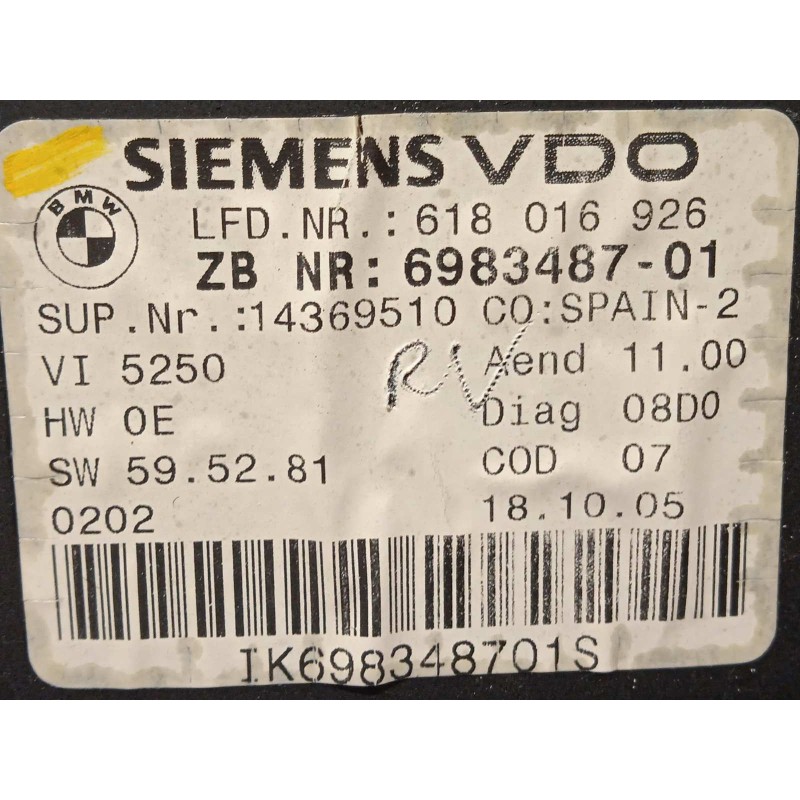 SIEMENS VDO
BMW
LFD.NR.: 618 016 926
ZB NR: 6983487-01
SUP.Nr.:14369510 CO:SPAIN-2
VI 5250 RV Aend 11.00
HW 0E Diag 08D0
SW 59.52.81 COD 07
0202 18.10.05
IK698348701S